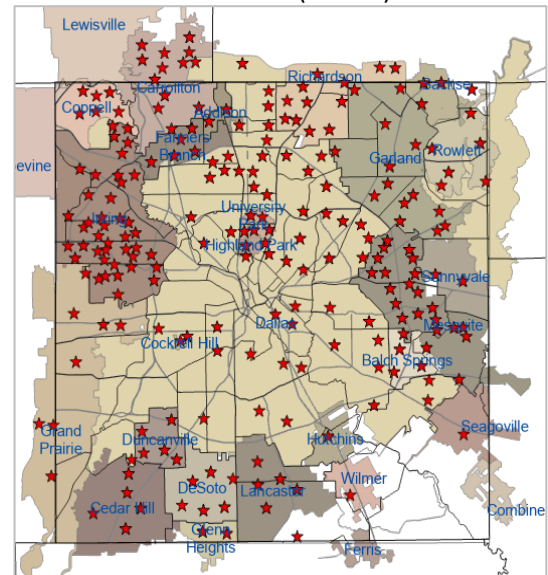 Lewisville
Richardson
Carrollton
Sachse
Coppell
Addison
Farmers
Branch
Garland
Rowlett
evine
Irving
University
Park
Highland Park
Sunnyvale
Dallas
Mesquite
Cockrell Hill
Balch Springs
Grand
Prairie
Duncanville
Hutchins
Seagoville
Cedar Hill
DeSoto
Lancaster
Wilmer
Combine
Glenn
Heights
Ferris